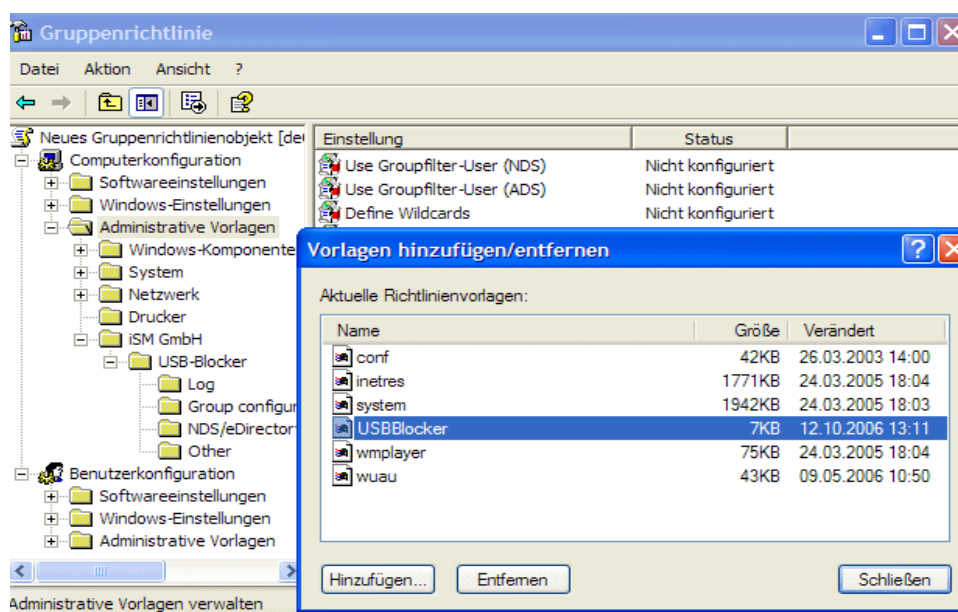 Gruppenrichtlinie
Datei Aktion Ansicht ?
Neues Gruppenrichtlinienobjekt
Computerkonfiguration
Softwareeinstellungen
Windows-Einstellungen
Administrative Vorlagen
Windows-Komponente
System
Netzwerk
Drucker
iSM GmbH
USB-Blocker
Log
Group
NDS/eDirector
Other
Benutzerkonfiguration
Softwareeinstellungen
Windows-Einstellungen
Administrative Vorlagen
Einstellung Status
Use Groupfilter-User (NDS) Nicht konfiguriert
Use Groupfilter-User (ADS) Nicht konfiguriert
Define Wildcards Nicht konfiguriert
Vorlagen hinzufügen/entfernen ?
Aktuelle Richtlinienvorlagen:
Name Größe Verändert
conf 42KB 26.03.2003 14:00
inetres 1771KB 24.03.2005 18:04
system 1942KB 24.03.2005 18:03
USBBlocker 7KB 12.10.2006 13:11
wmplayer 75KB 24.03.2005 18:04
wuau 43KB 09.05.2006 10:50
Hinzufügen... Entfernen Schließen
Administrative Vorlagen verwalten